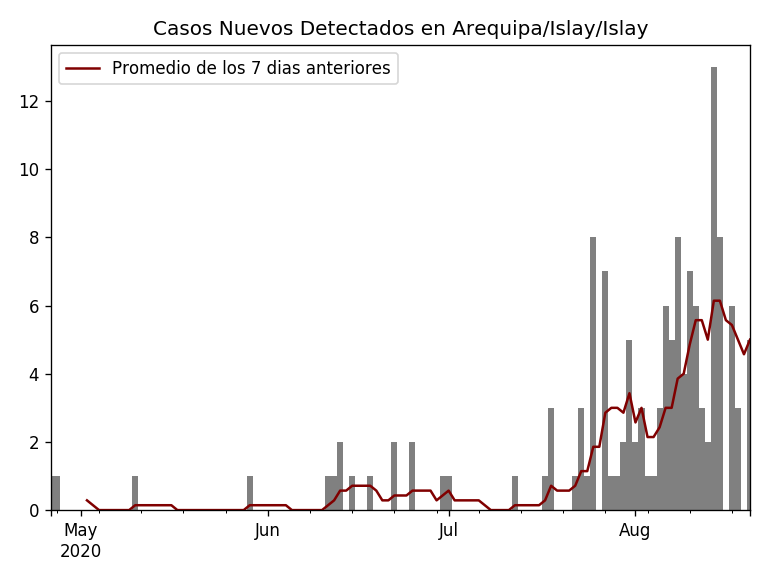 Casos Nuevos Detectados en Arequipa/Islay/Islay
Promedio de los 7 dias anteriores
12
10
8
6
4
2
0
May Jun Jul Aug
2020